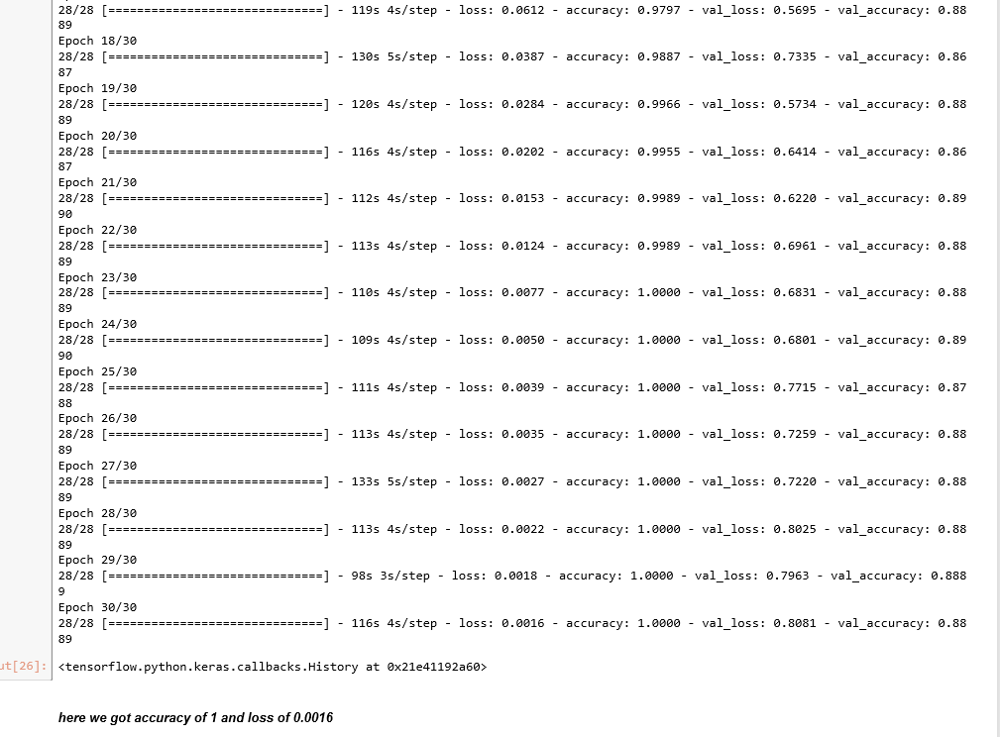 28/28 [==============================] - 119s 4s/step - loss: 0.0612 - accuracy: 0.9797 - val_loss: 0.5695 - val_accuracy: 0.88
89
Epoch 18/30
28/28 [==============================] - 130s 5s/step - loss: 0.0387 - accuracy: 0.9887 - val_loss: 0.7335 - val_accuracy: 0.86
87
Epoch 19/30
28/28 [==============================] - 120s 4s/step - loss: 0.0284 - accuracy: 0.9966 - val_loss: 0.5734 - val_accuracy: 0.88
89
Epoch 20/30
28/28 [==============================] - 116s 4s/step - loss: 0.0202 - accuracy: 0.9955 - val_loss: 0.6414 - val_accuracy: 0.86
87
Epoch 21/30
28/28 [==============================] - 112s 4s/step - loss: 0.0153 - accuracy: 0.9989 - val_loss: 0.6220 - val_accuracy: 0.89
90
Epoch 22/30
28/28 [==============================] - 113s 4s/step - loss: 0.0124 - accuracy: 0.9989 - val_loss: 0.6961 - val_accuracy: 0.88
89
Epoch 23/30
28/28 [==============================] - 110s 4s/step - loss: 0.0077 - accuracy: 1.0000 - val_loss: 0.6831 - val_accuracy: 0.88
89
Epoch 24/30
28/28 [==============================] - 109s 4s/step - loss: 0.0050 - accuracy: 1.0000 - val_loss: 0.6801 - val_accuracy: 0.89
90
Epoch 25/30
28/28 [==============================] - 111s 4s/step - loss: 0.0039 - accuracy: 1.0000 - val_loss: 0.7715 - val_accuracy: 0.87
88
Epoch 26/30
28/28 [==============================] - 113s 4s/step - loss: 0.0035 - accuracy: 1.0000 - val_loss: 0.7259 - val_accuracy: 0.88
89
Epoch 27/30
28/28 [==============================] - 133s 5s/step - loss: 0.0027 - accuracy: 1.0000 - val_loss: 0.7220 - val_accuracy: 0.88
89
Epoch 28/30
28/28 [==============================] - 113s 4s/step - loss: 0.0022 - accuracy: 1.0000 - val_loss: 0.8025 - val_accuracy: 0.88
89
Epoch 29/30
28/28 [==============================] - 98s 3s/step - loss: 0.0018 - accuracy: 1.0000 - val_loss: 0.7963 - val_accuracy: 0.888
9
Epoch 30/30
28/28 [==============================] - 116s 4s/step - loss: 0.0016 - accuracy: 1.0000 - val_loss: 0.8081 - val_accuracy: 0.88
89
ut[26]: <tensorflow.python.keras.callbacks.History at 0x21e41192a60>
here we got accuracy of 1 and loss of 0.0016